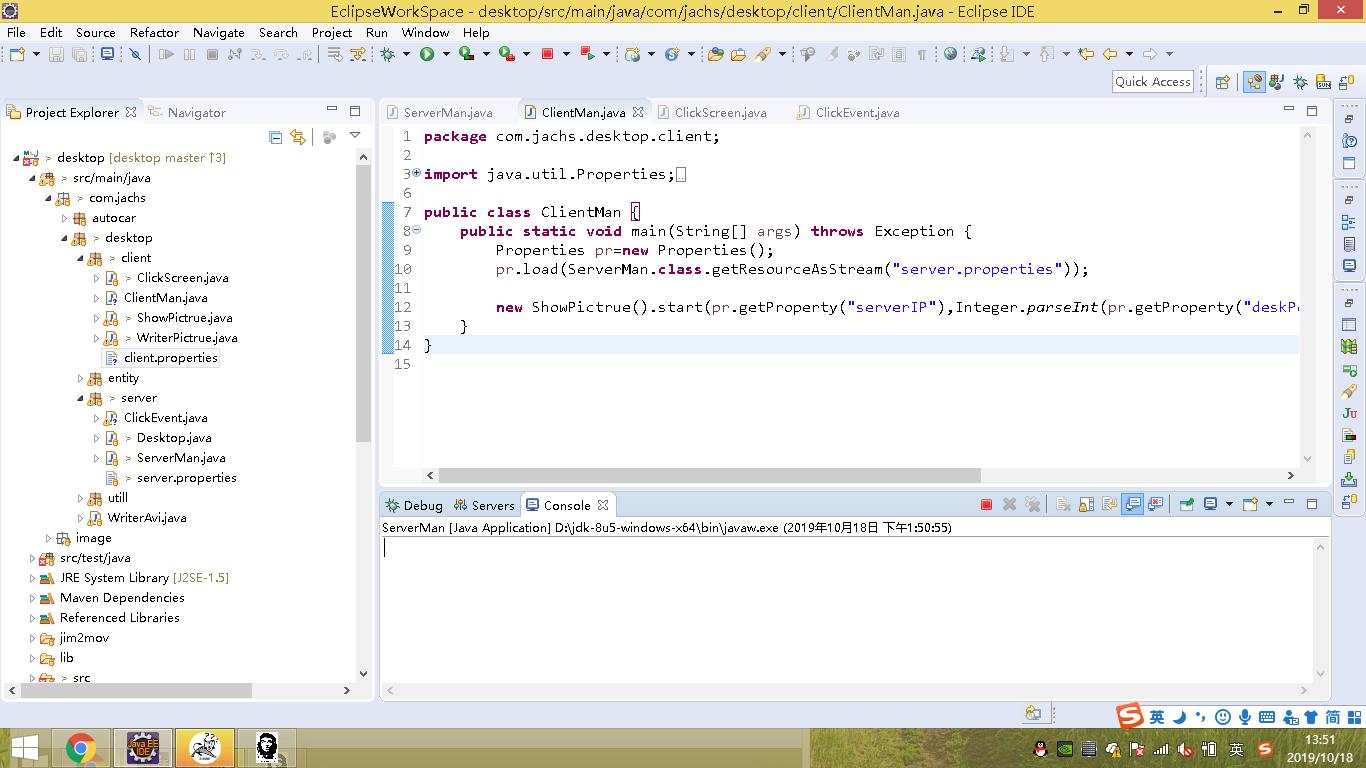 EclipseWorkSpace - desktop/src/main/java/com/jachs/desktop/client/ClientMan.java - Eclipse IDE
File Edit Source Refactor Navigate Search Project Run Window Help
Quick Access
Project Explorer Navigator
> desktop [desktop master ↑3]
> src/main/java
> com.jachs
autocar
> desktop
> client
> ClickScreen.java
ClientMan.java
> ShowPictrue.java
> WriterPictrue.java
client.properties
entity
> server
ClickEvent.java
> Desktop.java
> ServerMan.java
> server.properties
utill
WriterAvi.java
image
src/test/java
JRE System Library [J2SE-1.5]
Maven Dependencies
Referenced Libraries
jim2mov
lib
> src
ServerMan.java ClientMan.java ClickScreen.java ClickEvent.java
1 package com.jachs.desktop.client;
2
3 import java.util.Properties;
6
7 public class ClientMan {
8 public static void main(String[] args) throws Exception {
9 Properties pr=new Properties();
10 pr.load(ServerMan.class.getResourceAsStream("server.properties"));
11
12 new ShowPictrue().start(pr.getProperty("serverIP"),Integer.parseInt(pr.getProperty("deskP
13 }
14 }
15
Debug Servers Console
ServerMan [Java Application] D:\jdk-8u5-windows-x64\bin\javaw.exe (2019年10月18日 下午1:50:55)
英 简
Java EE
IDE
英
13:51
2019/10/18